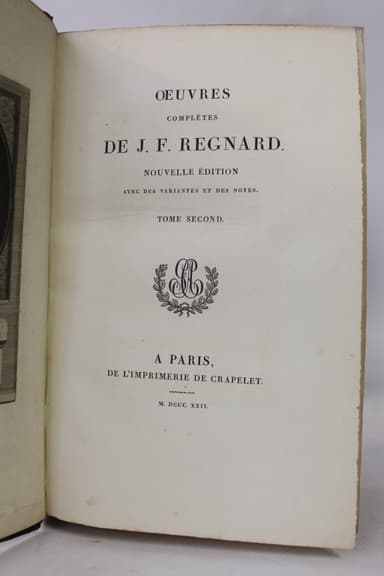 OEUVRES
COMPLÈTES
DE J. F. REGNARD.
NOUVELLE ÉDITION
AVEC DES VARIANTES ET DES NOTES.
TOME SECOND.
A PARIS,
DE L'IMPRIMERIE DE CRAPELET.
M. DCCC. XXII.